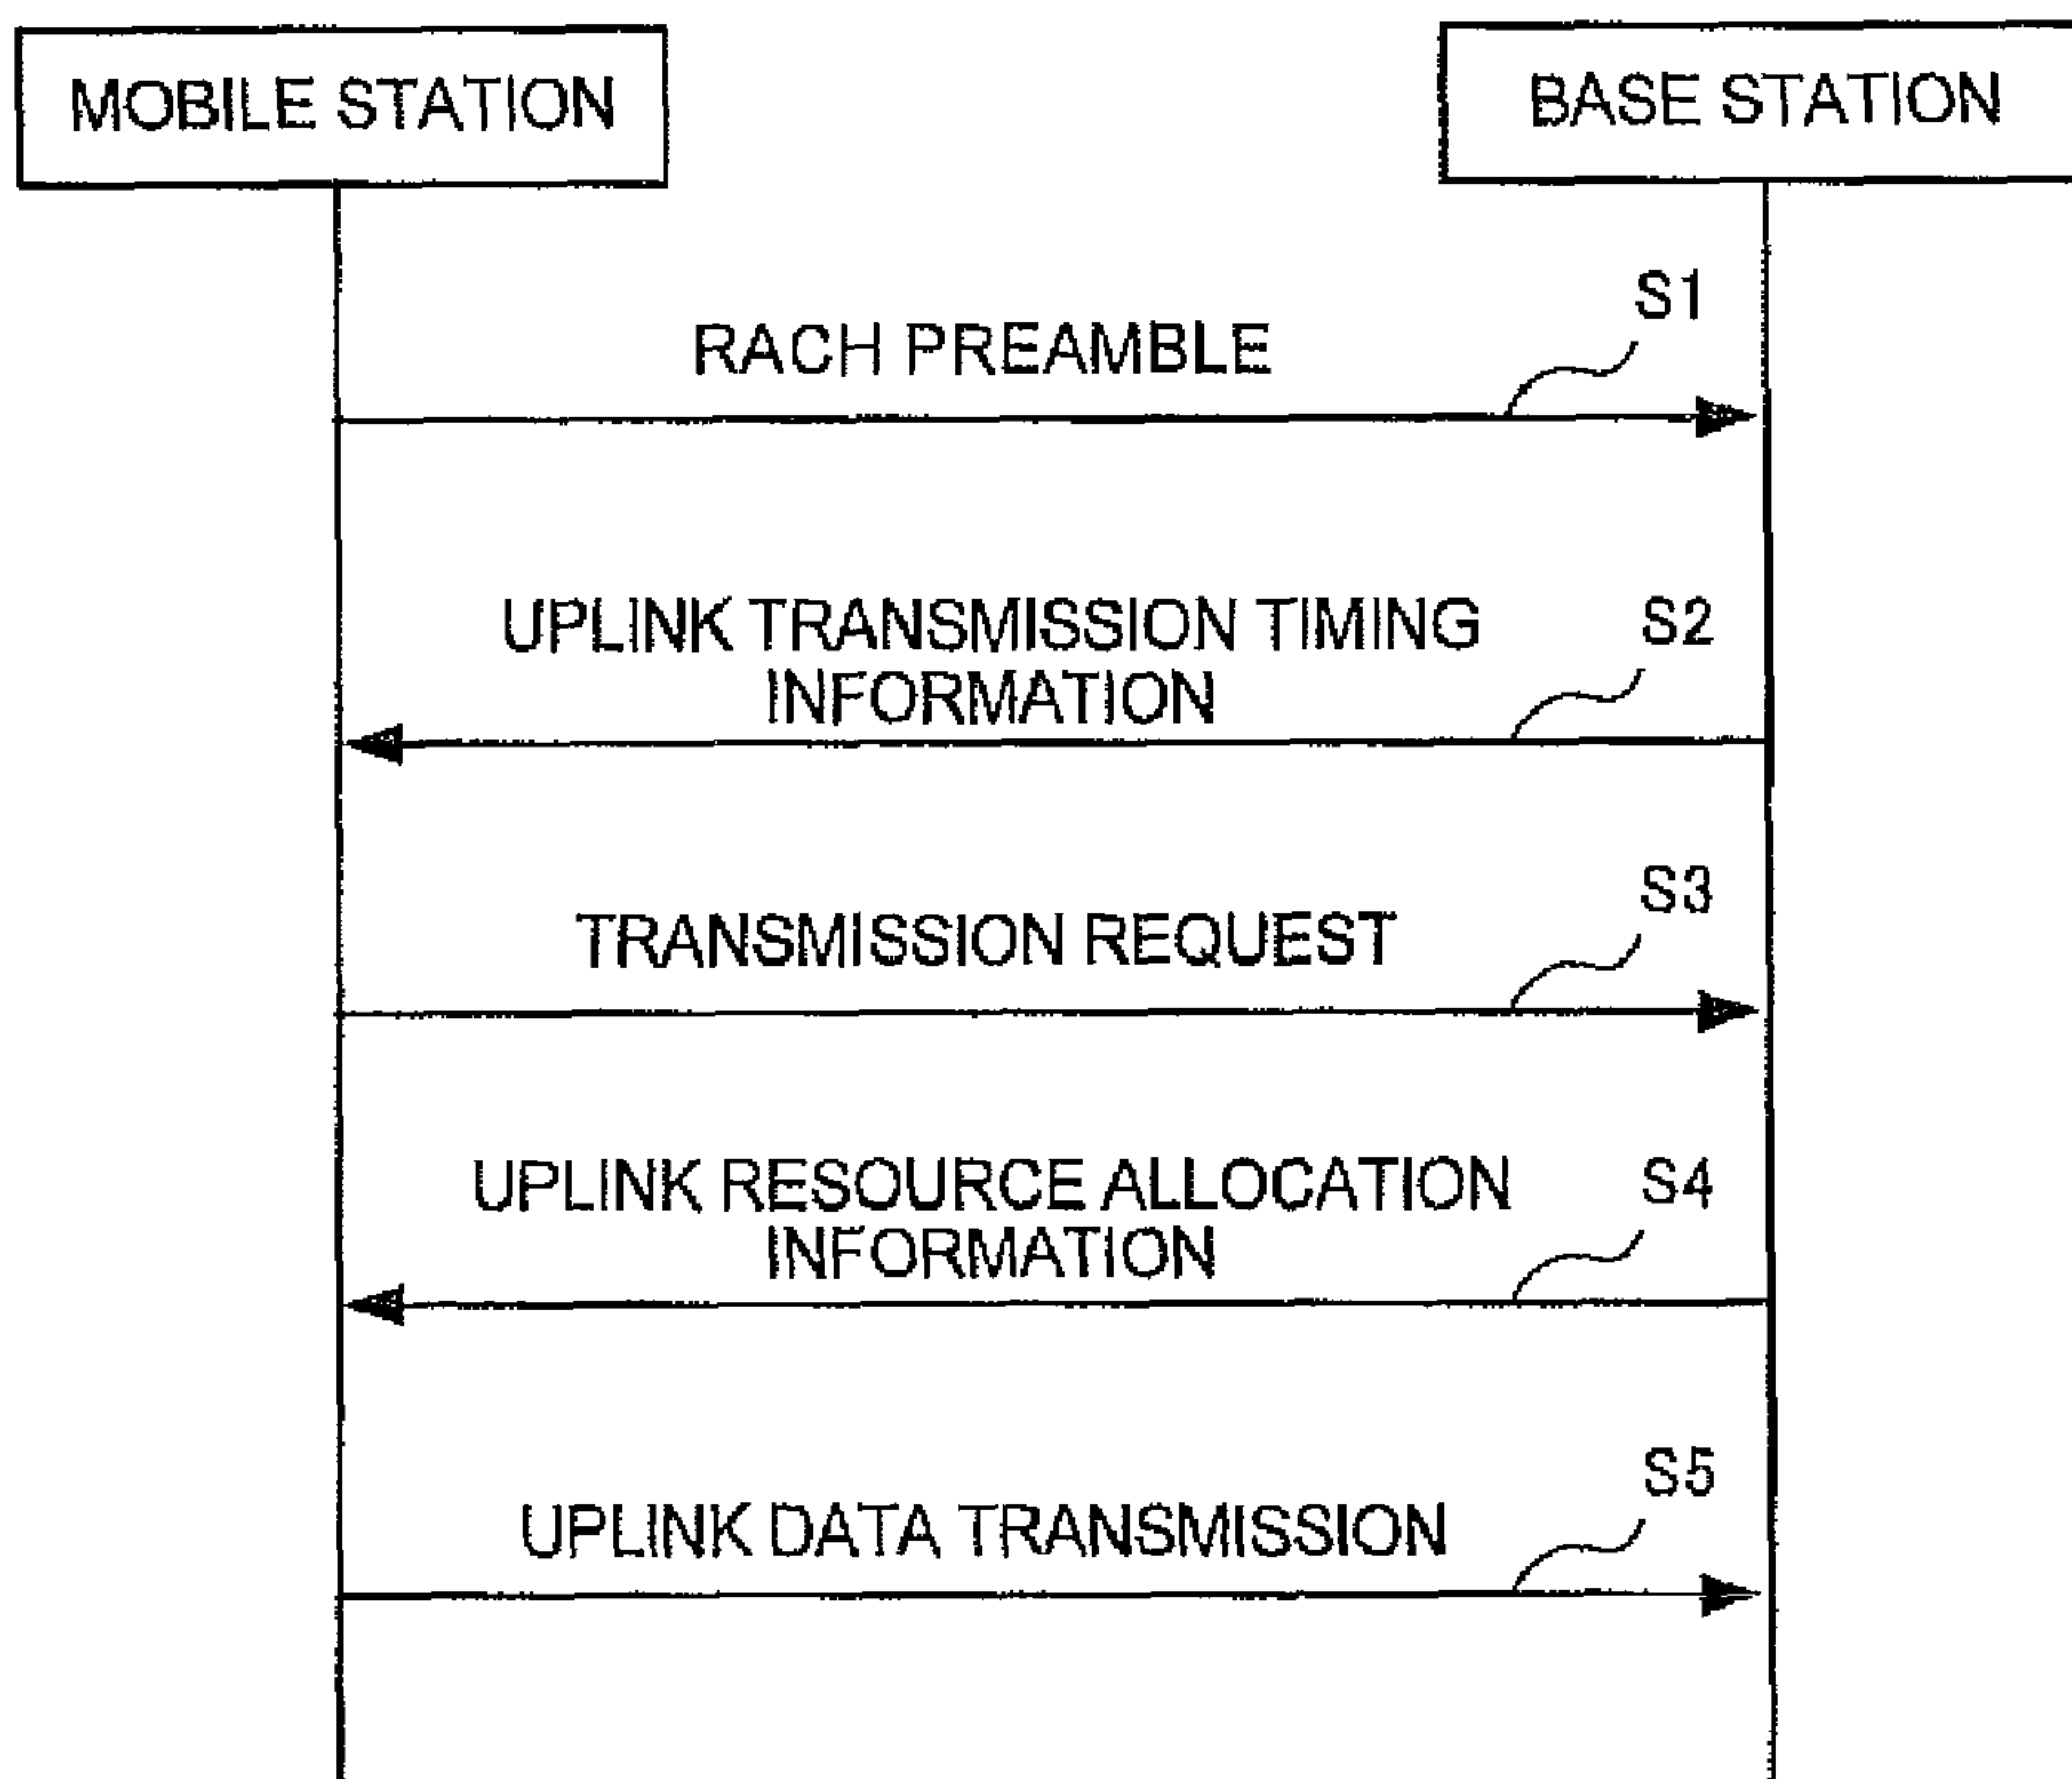 MOBILE STATION
BASE STATION
S1
RACH PREAMBLE
S2
UPLINK TRANSMISSION TIMING
INFORMATION
S3
TRANSMISSION REQUEST
S4
UPLINK RESOURCE ALLOCATION
INFORMATION
S5
UPLINK DATA TRANSMISSION